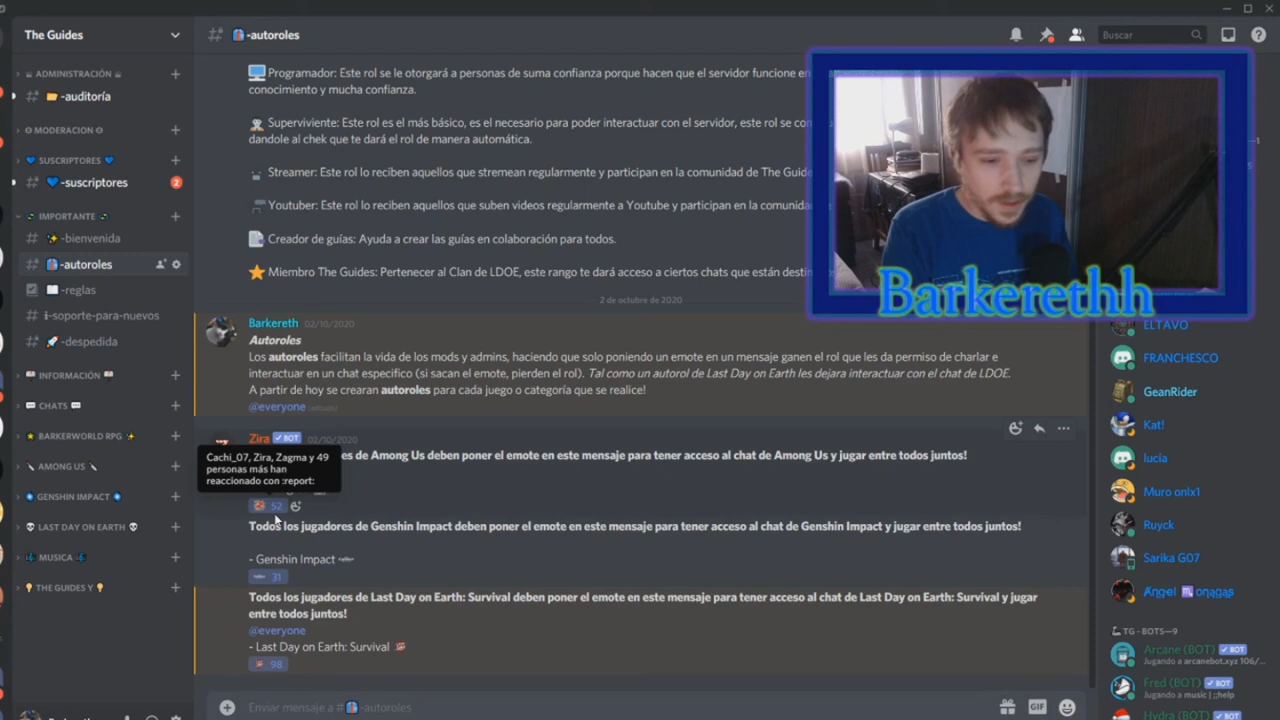 The Guides
-autoroles
Buscar
ADMINISTRACIÓN
-auditoría
MODERACION
SUSCRIPTORES
-suscriptores
2
IMPORTANTE
-bienvenida
-autoroles
-reglas
-soporte-para-nuevos
-despedida
INFORMACIÓN
CHATS
BARKERWORLD RPG
AMONG US
GENSHIN IMPACT
LAST DAY ON EARTH
MUSICA
THE GUIDES Y
Programador: Este rol se le otorgará a personas de suma confianza porque hacen que el servidor funcione en
conocimiento y mucha confianza.
Superviviente: Este rol es el más básico, es el necesario para poder interactuar con el servidor, este rol se con
dandole al chek que te dará el rol de manera automática.
Streamer: Este rol lo reciben aquellos que stremean regularmente y participan en la comunidad de The Guide
Youtuber: Este rol lo reciben aquellos que suben videos regularmente a Youtube y participan en la comunidad
Creador de guías: Ayuda a crear las guías en colaboración para todos.
Miembro The Guides: Pertenecer al Clan de LDOE, este rango te dará acceso a ciertos chats que están destin
2 de octubre de 2020
Barkereth 02/10/2020
Autoroles
Los autoroles facilitan la vida de los mods y admins, haciendo que solo poniendo un emote en un mensaje ganen el rol que les da permiso de charlar e
interactuar en un chat específico (si sacan el emote, pierden el rol). Tal como un autorol de Last Day on Earth les dejara interactuar con el chat de LDOE.
A partir de hoy se crearan autoroles para cada juego o categoría que se realice!
@everyone
Zira BOT 02/10/2020
es de Among Us deben poner el emote en este mensaje para tener acceso al chat de Among Us y jugar entre todos juntos!
Cachi_07, Zira, Zagma y 49
personas más han
reaccionado con :report:
52
Todos los jugadores de Genshin Impact deben poner el emote en este mensaje para tener acceso al chat de Genshin Impact y jugar entre todos juntos!
- Genshin Impact
31
Todos los jugadores de Last Day on Earth: Survival deben poner el emote en este mensaje para tener acceso al chat de Last Day on Earth: Survival y jugar
entre todos juntos!
@everyone
- Last Day on Earth: Survival
98
Enviar mensaje a # -autoroles
GIF
Barkerethh
ELTAVO
FRANCHESCO
GeanRider
Kat!
lucia
Muro onlx1
Ruyck
Sarika G07
TG - BOTS—9
Arcane (BOT) BOT
Jugando a arcanebot.xyz 106/...
Fred (BOT) BOT
Jugando a music | ;;help